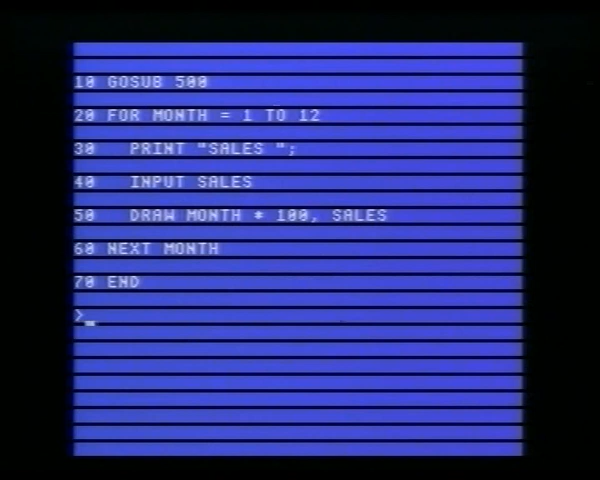 10 GOSUB 500
20 FOR MONTH = 1 TO 12
30   PRINT "SALES ";
40   INPUT SALES
50   DRAW MONTH * 100, SALES
60 NEXT MONTH
70 END
>_